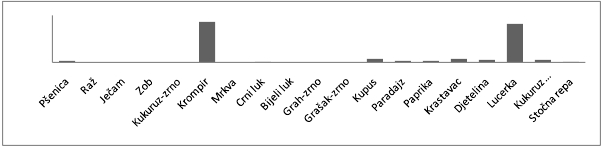 Pšenica
Raž
Ječam
Zob
Kukuruz-zrno
Krompir
Mrkva
Crni luk
Bijeli luk
Grah-zrno
Grašak-zrno
Kupus
Paradajz
Paprika
Krastavac
Djetelina
Lucerka
Kukuruz...
Stočna repa